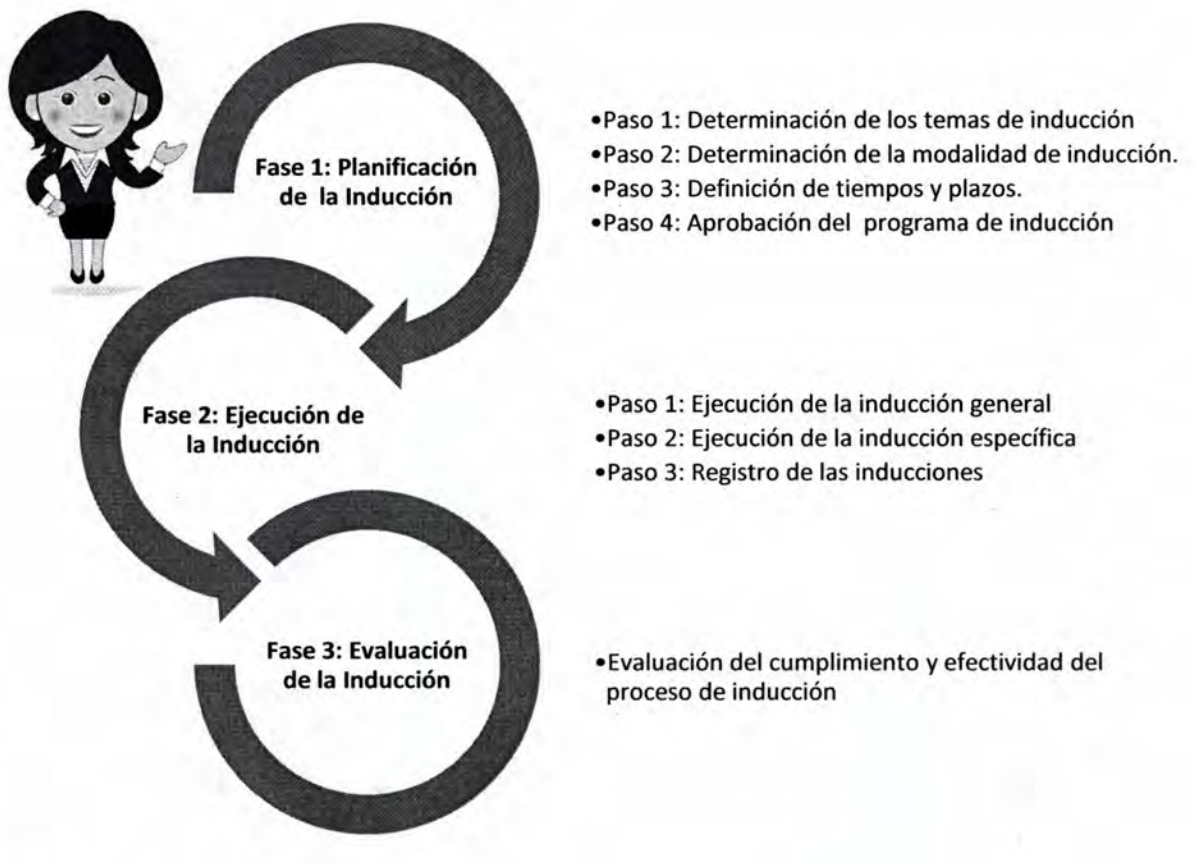 Fase 1: Planificación
de la Inducción
•Paso 1: Determinación de los temas de inducción
•Paso 2: Determinación de la modalidad de inducción.
•Paso 3: Definición de tiempos y plazos.
•Paso 4: Aprobación del programa de inducción
Fase 2: Ejecución de
la Inducción
•Paso 1: Ejecución de la inducción general
•Paso 2: Ejecución de la inducción específica
•Paso 3: Registro de las inducciones
Fase 3: Evaluación
de la Inducción
•Evaluación del cumplimiento y efectividad del
proceso de inducción